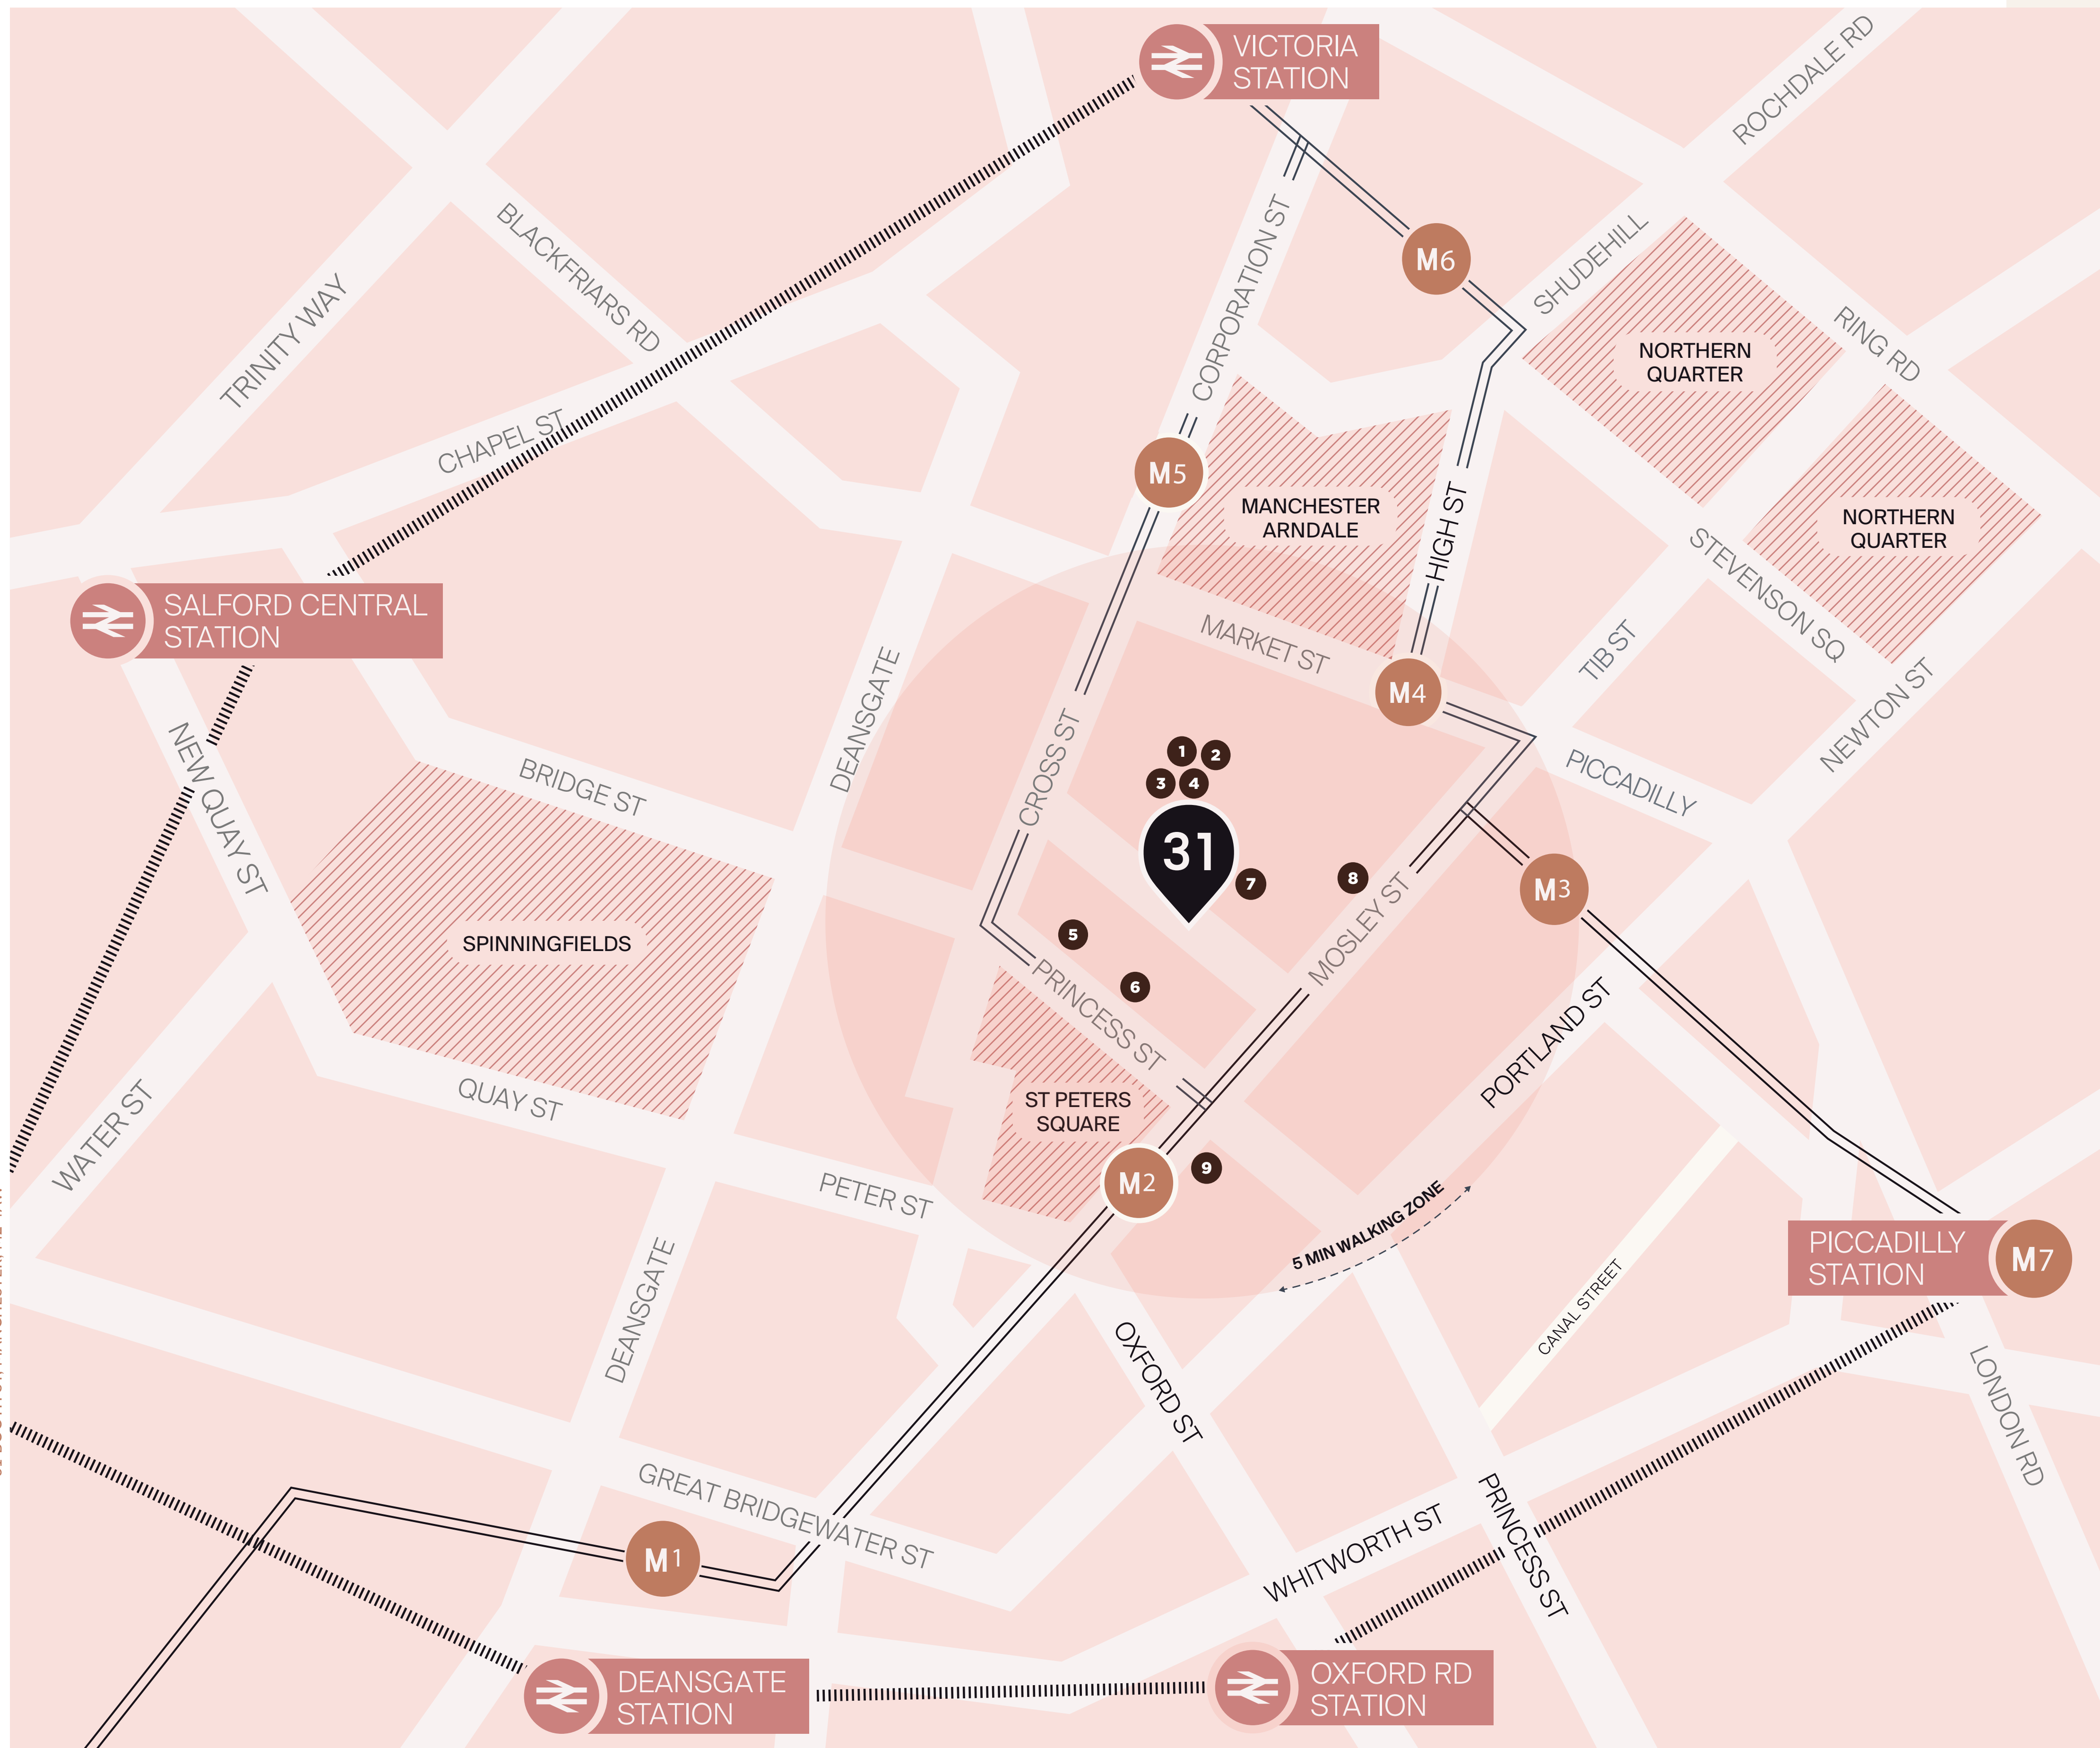 VICTORIA
STATION
ROCHDALE RD
BLACKFRIARS RD
CORPORATION ST
M6
SHUDEHILL
TRINITY WAY
RING RD
NORTHERN
QUARTER
CHAPEL ST
M5
MANCHESTER
ARNDALE
HIGH ST
NORTHERN
QUARTER
STEVENSON SQ
SALFORD CENTRAL
STATION
MARKET ST
TIB ST
M4
NEWTON ST
DEANSGATE
CROSS ST
NEW QUAY ST
BRIDGE ST
PICCADILLY
1
2
3
4
31
7
8
M3
MOSLEY ST
SPINNINGFIELDS
5
6
PRINCESS ST
PORTLAND ST
WATER ST
QUAY ST
ST PETERS
SQUARE
PETER ST
M2
9
5 MIN WALKING ZONE
PICCADILLY
STATION
M7
CANAL STREET
DEANSGATE
OXFORD ST
LONDON RD
GREAT BRIDGEWATER ST
M1
WHITWORTH ST
PRINCESS ST
DEANSGATE
STATION
OXFORD RD
STATION